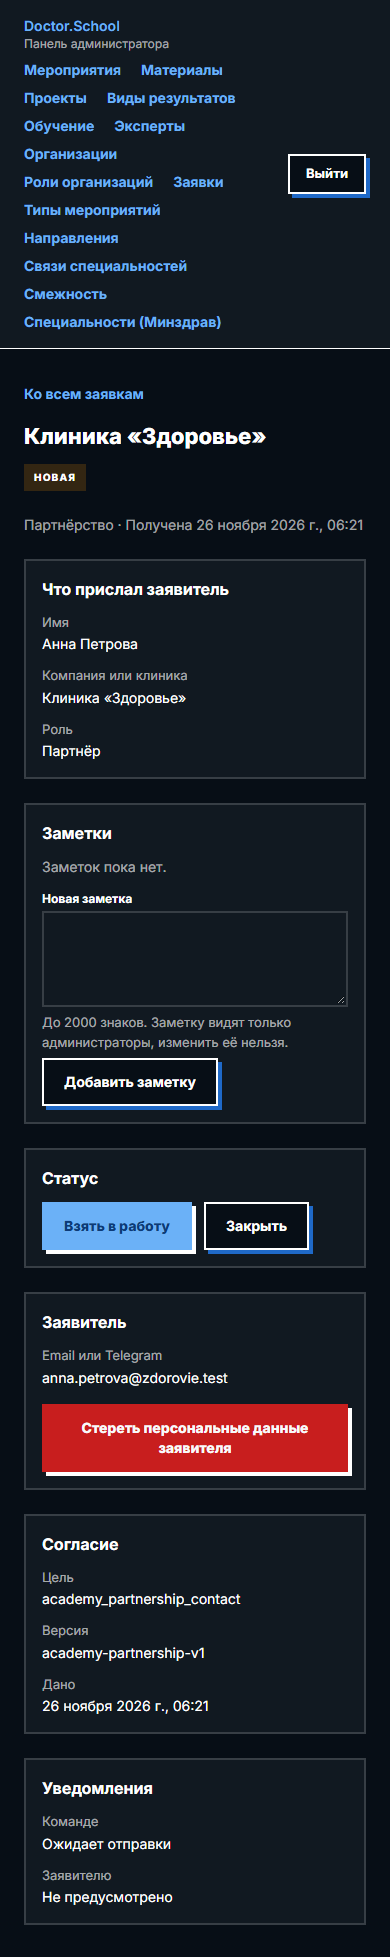 Doctor.School
Панель администратора
Мероприятия Материалы
Проекты Виды результатов
Обучение Эксперты
Организации
Роли организаций Заявки
Типы мероприятий
Направления
Связи специальностей
Смежность
Специальности (Минздрав)
Выйти
Ко всем заявкам
Клиника «Здоровье»
НОВАЯ
Партнёрство · Получена 26 ноября 2026 г., 06:21
Что прислал заявитель
Имя
Анна Петрова
Компания или клиника
Клиника «Здоровье»
Роль
Партнёр
Заметки
Заметок пока нет.
Новая заметка
До 2000 знаков. Заметку видят только
администраторы, изменить её нельзя.
Добавить заметку
Статус
Взять в работу Закрыть
Заявитель
Email или Telegram
anna.petrova@zdorovie.test
Стереть персональные данные
заявителя
Согласие
Цель
academy_partnership_contact
Версия
academy-partnership-v1
Дано
26 ноября 2026 г., 06:21
Уведомления
Команде
Ожидает отправки
Заявителю
Не предусмотрено